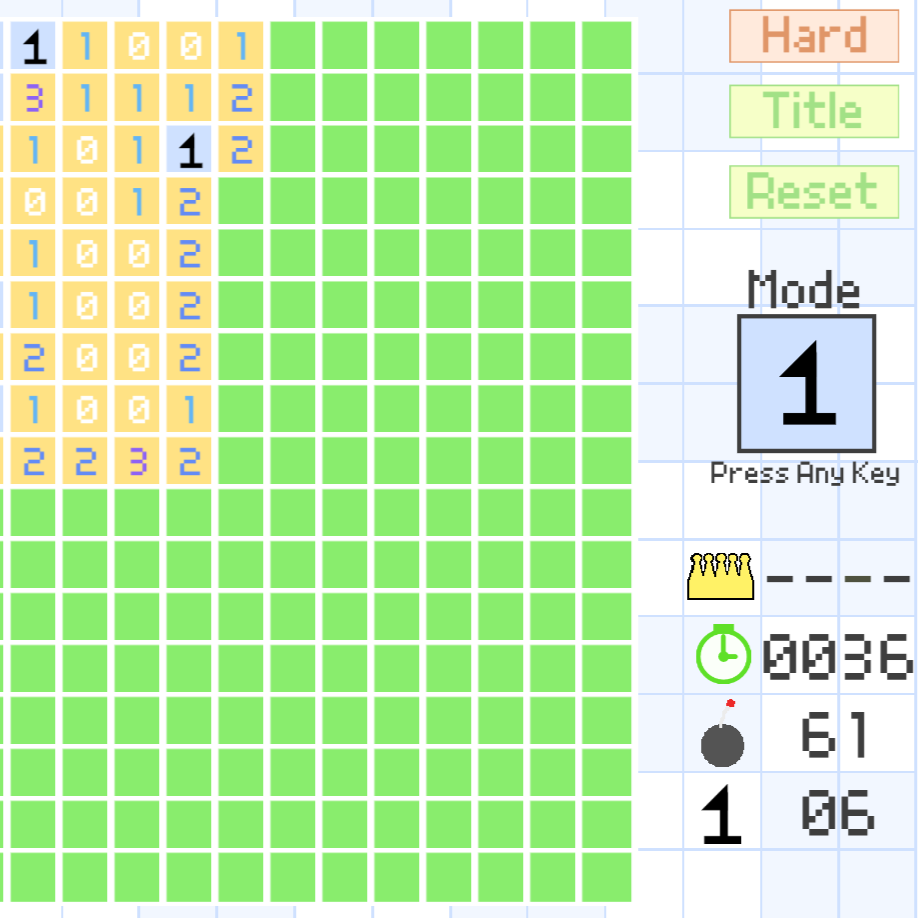 1 1 0 0 1
3 1 1 1 2
1 0 1 1 2
0 0 1 2
1 0 0 2
1 0 0 2
2 0 0 2
1 0 0 1
2 2 3 2
Hard
Title
Reset
Mode
1
Press Any Key
----
0036
61
1 06